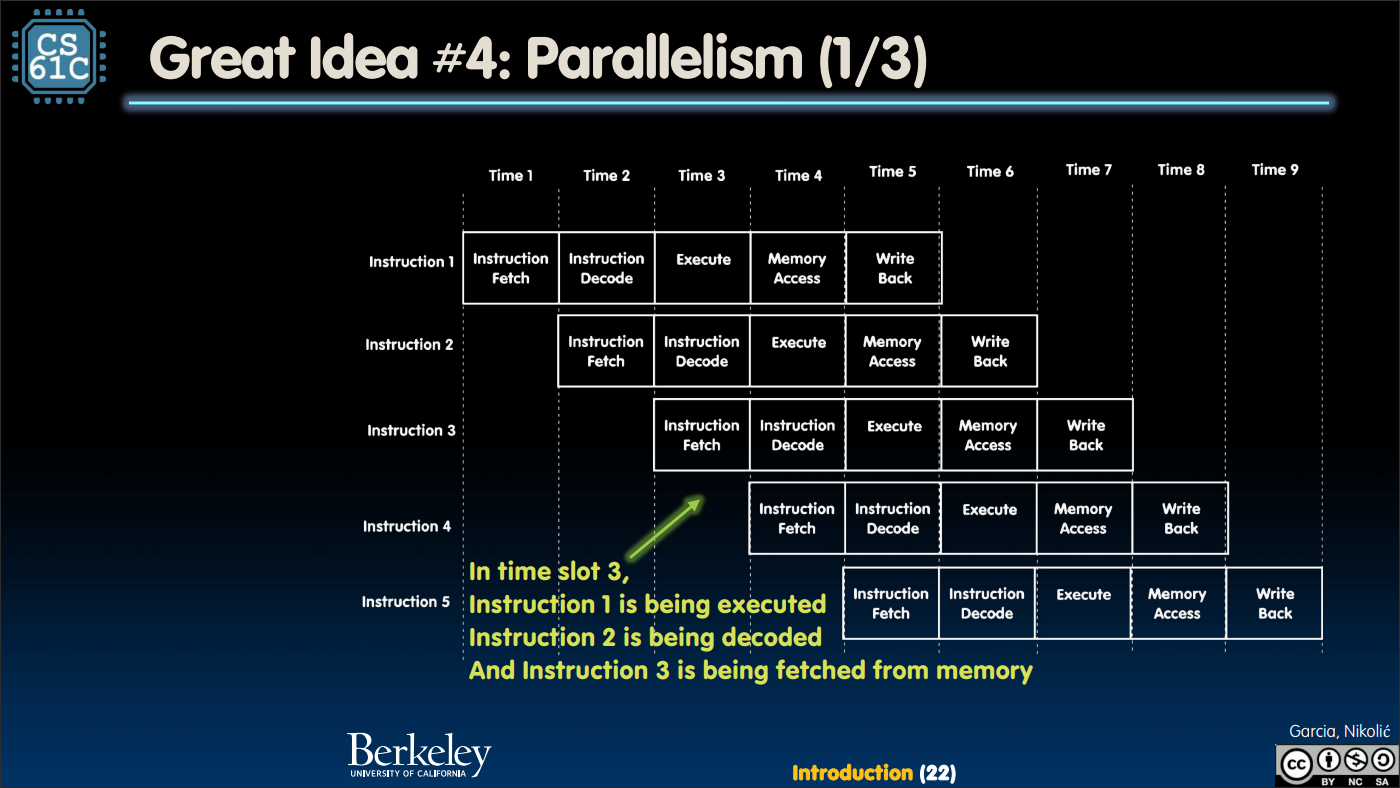 CS
61C
Great Idea #4: Parallelism (1/3)
Time 1 Time 2 Time 3 Time 4 Time 5 Time 6 Time 7 Time 8 Time 9
Instruction 1
Instruction Fetch
Instruction Decode
Execute
Memory Access
Write Back
Instruction 2
Instruction Fetch
Instruction Decode
Execute
Memory Access
Write Back
Instruction 3
Instruction Fetch
Instruction Decode
Execute
Memory Access
Write Back
Instruction 4
Instruction Fetch
Instruction Decode
Execute
Memory Access
Write Back
Instruction 5
Instruction Fetch
Instruction Decode
Execute
Memory Access
Write Back
In time slot 3,
Instruction 1 is being executed
Instruction 2 is being decoded
And Instruction 3 is being fetched from memory
Berkeley
UNIVERSITY OF CALIFORNIA
Introduction (22)
Garcia, Nikolić
cc
BY NC SA